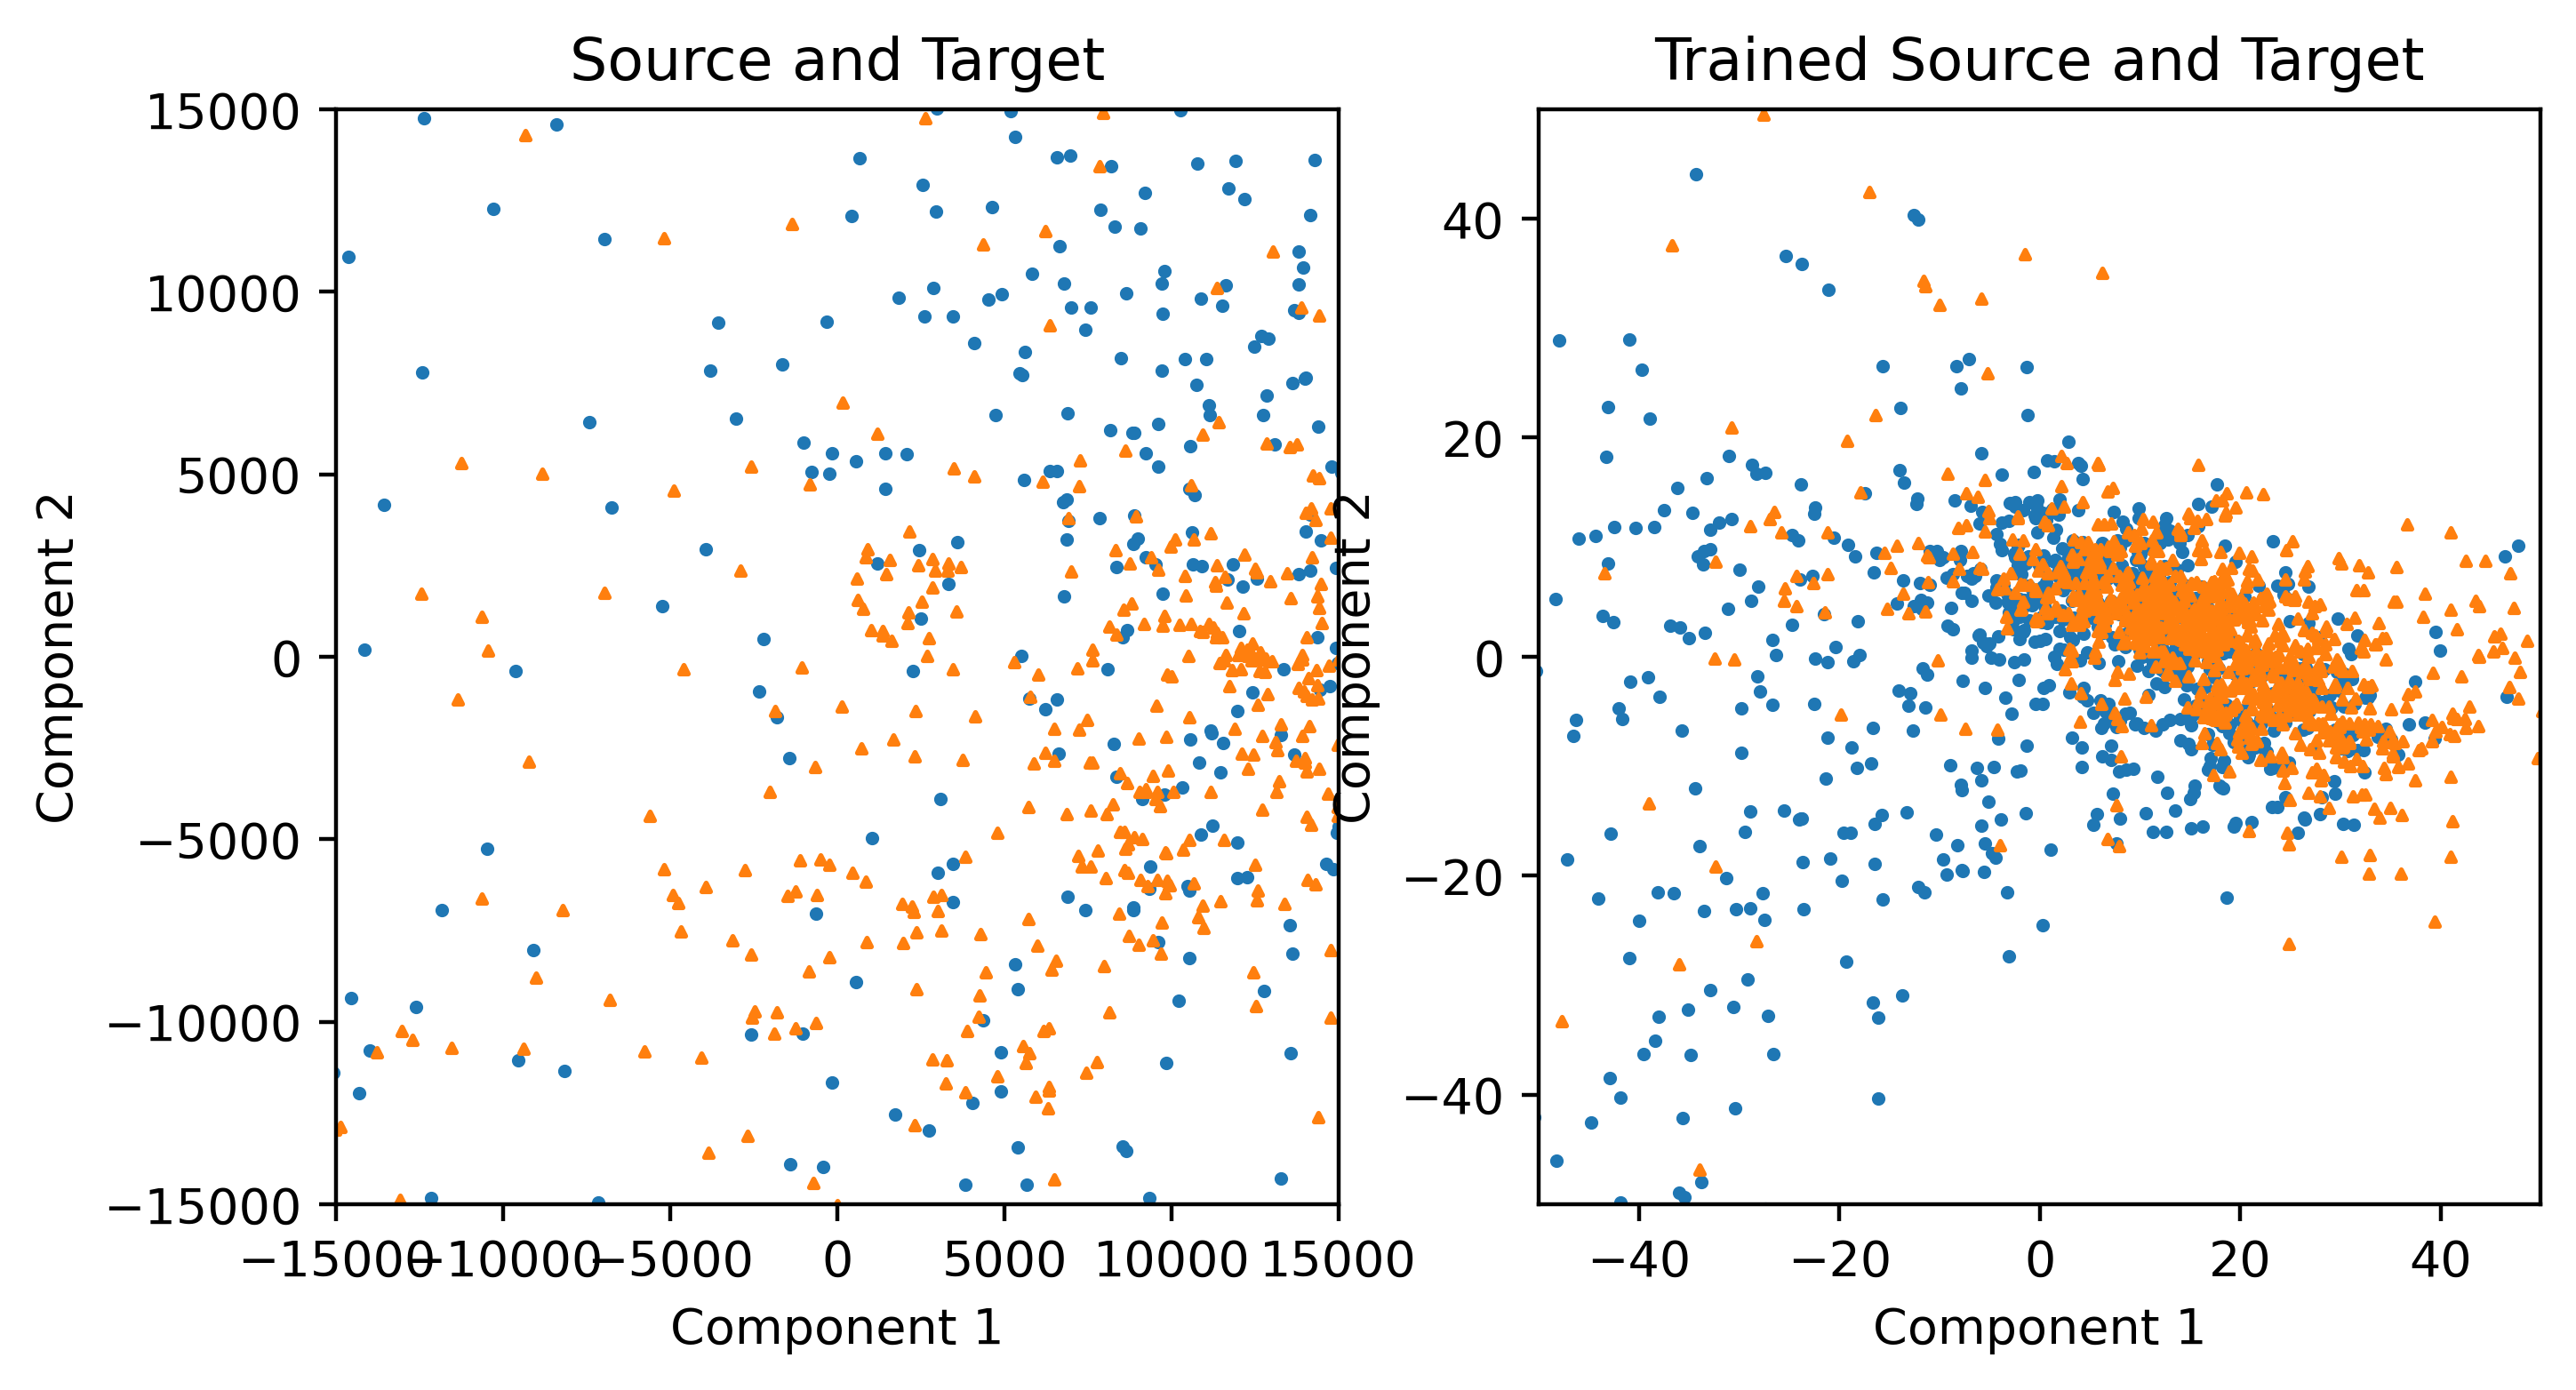 Source and Target
15000
10000
5000
0
−5000
−10000
−15000
Component 2
−15000 −10000 −5000 0 5000 10000 15000
Component 1
Trained Source and Target
40
20
0
−20
−40
Component 2
−40 −20 0 20 40
Component 1